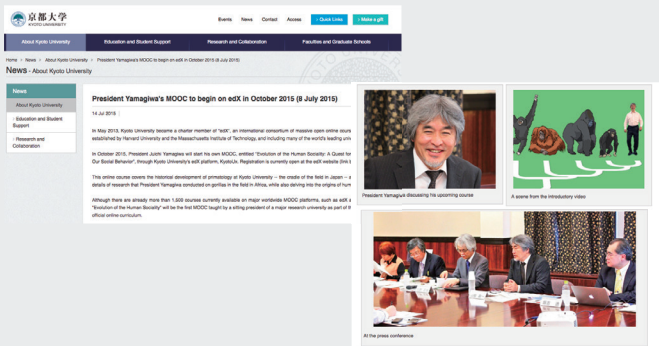 京都大学
KYOTO UNIVERSITY
Events News Contact Access › Quick Links › Make a gift
About Kyoto University Education and Student Support Research and Collaboration Faculties and Graduate Schools
Home > News > About Kyoto University > President Yamagiwa's MOOC to begin on edX in October 2015 (8 July 2015)
News - About Kyoto University
News
About Kyoto University
› Education and Student Support
› Research and Collaboration
President Yamagiwa's MOOC to begin on edX in October 2015 (8 July 2015)
14 Jul 2015
In May 2013, Kyoto University became a charter member of "edX", an international consortium of massive open online cour
established by Harvard University and the Massachusetts Institute of Technology, and including many of the world's leading uni
In October 2015, President Juichi Yamagiwa will start his own MOOC, entitled "Evolution of the Human Sociality: A Quest for
Our Social Behavior", through Kyoto University's edX platform, KyotoUx. Registration is currently open at the edX website (link
This online course covers the historical development of primatology at Kyoto University – the cradle of the field in Japan –
details of research that President Yamagiwa conducted on gorillas in the field in Africa, while also delving into the origins of hum
Although there are already more than 1,500 courses currently available on major worldwide MOOC platforms, such as edX
"Evolution of the Human Sociality" will be the first MOOC taught by a sitting president of a major research university as part of
official online curriculum.
President Yamagiwa discussing his upcoming course
A scene from the introductory video
At the press conference